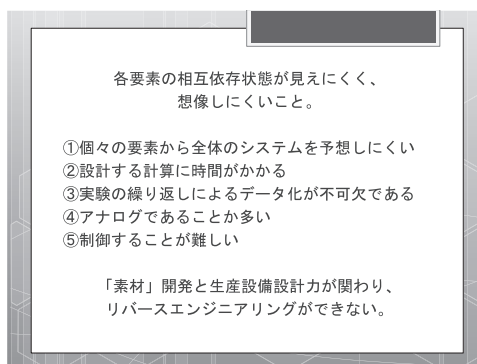 各要素の相互依存状態が見えにくく、
想像しにくいこと。
①個々の要素から全体のシステムを予想しにくい
②設計する計算に時間がかかる
③実験の繰り返しによるデータ化が不可欠である
④アナログであることか多い
⑤制御することが難しい
「素材」開発と生産設備設計力が関わり、
リバースエンジニアリングができない。